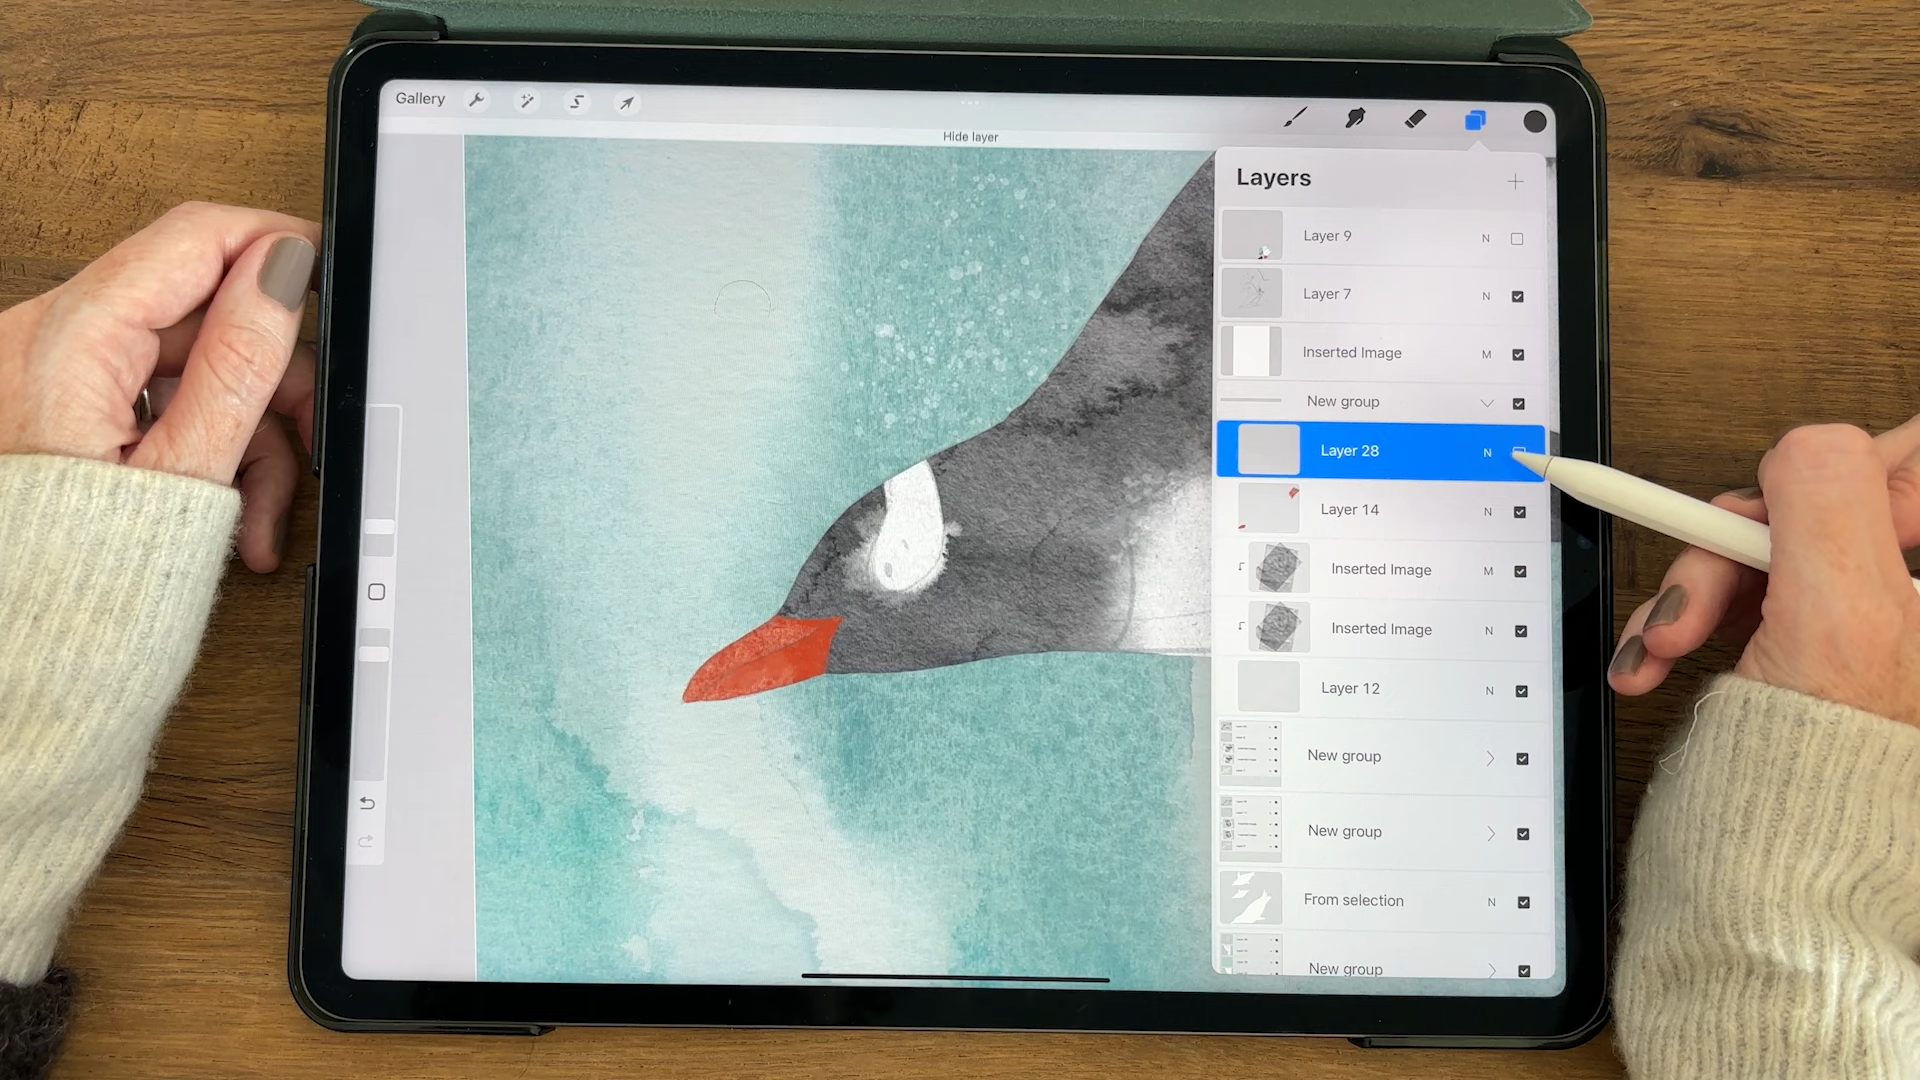 Gallery
Hide layer
Layers
Layer 9 N
Layer 7 N
Inserted Image M
New group
Layer 28 N
Layer 14 N
Inserted Image M
Inserted Image N
Layer 12 N
New group
New group
From selection N
New group